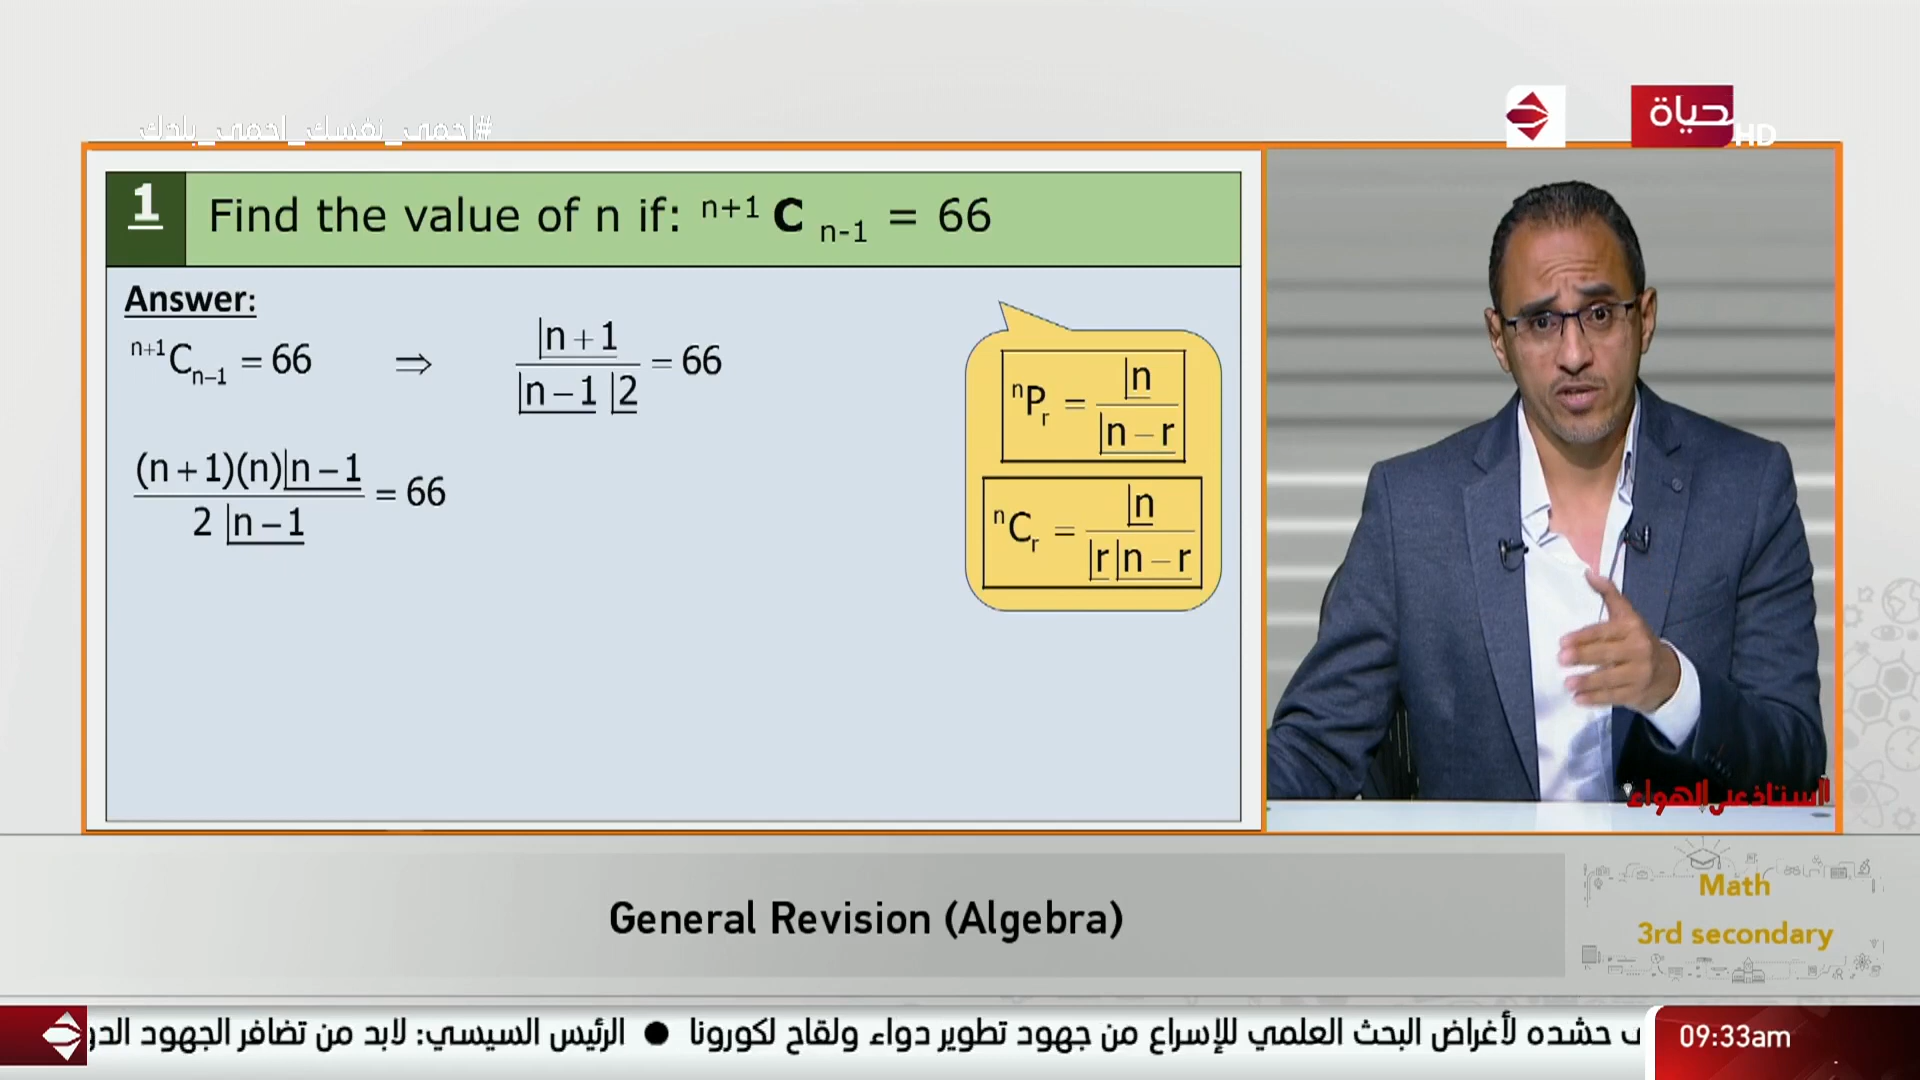 #احمي_نفسك_احمي_بلدك
حياة
HD
1 Find the value of n if: n+1 C n-1 = 66
Answer:
n+1Cn–1 = 66 ⇒ |n + 1 / |n – 1 |2 = 66
(n + 1)(n)|n – 1 / 2 |n – 1 = 66
nPr = |n / |n – r
nCr = |n / |r |n – r
الأستاذ على الهواء
General Revision (Algebra)
Math
3rd secondary
حشده لأغراض البحث العلمي للإسراع من جهود تطوير دواء ولقاح لكورونا ● الرئيس السيسي: لابد من تضافر الجهود
09:33am